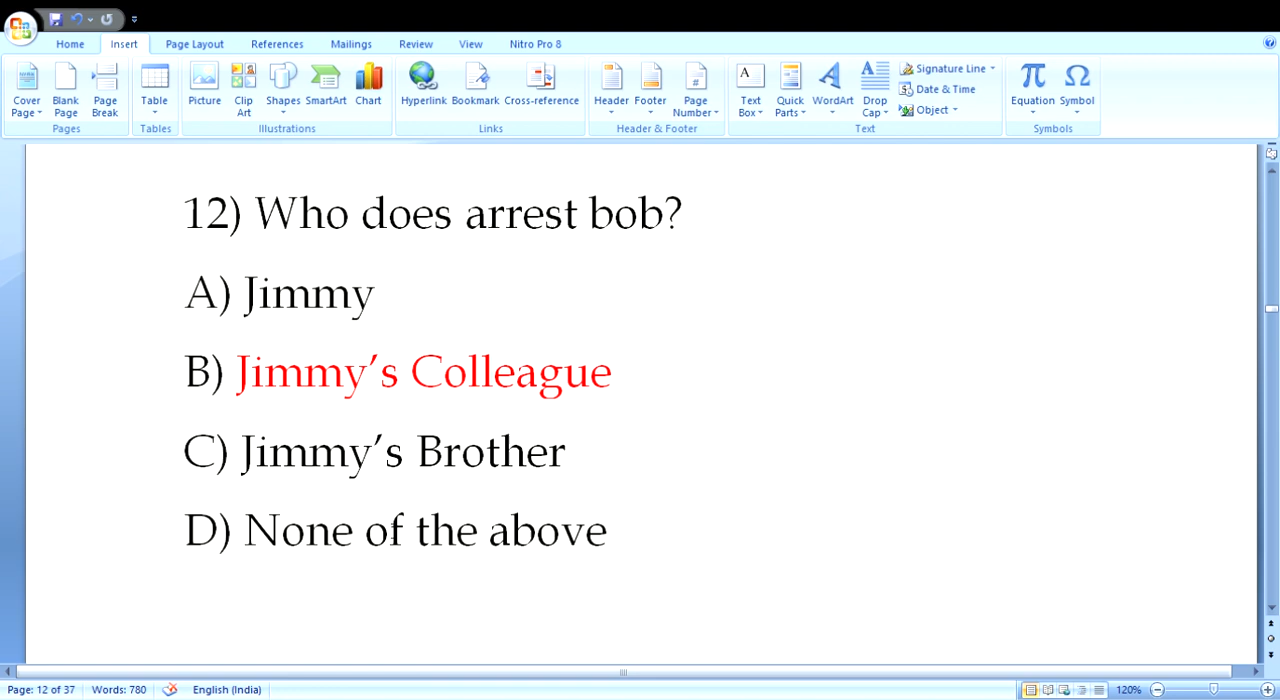 Home Insert Page Layout References Mailings Review View Nitro Pro 8
Cover Page Blank Page Page Break Table Picture Clip Art Shapes SmartArt Chart Hyperlink Bookmark Cross-reference Header Footer Page Number Text Box Quick Parts WordArt Drop Cap Signature Line Date & Time Object Equation Symbol
Pages Tables Illustrations Links Header & Footer Text Symbols
12) Who does arrest bob?
A) Jimmy
B) Jimmy’s Colleague
C) Jimmy’s Brother
D) None of the above
Page: 12 of 37 Words: 780 English (India) 120%